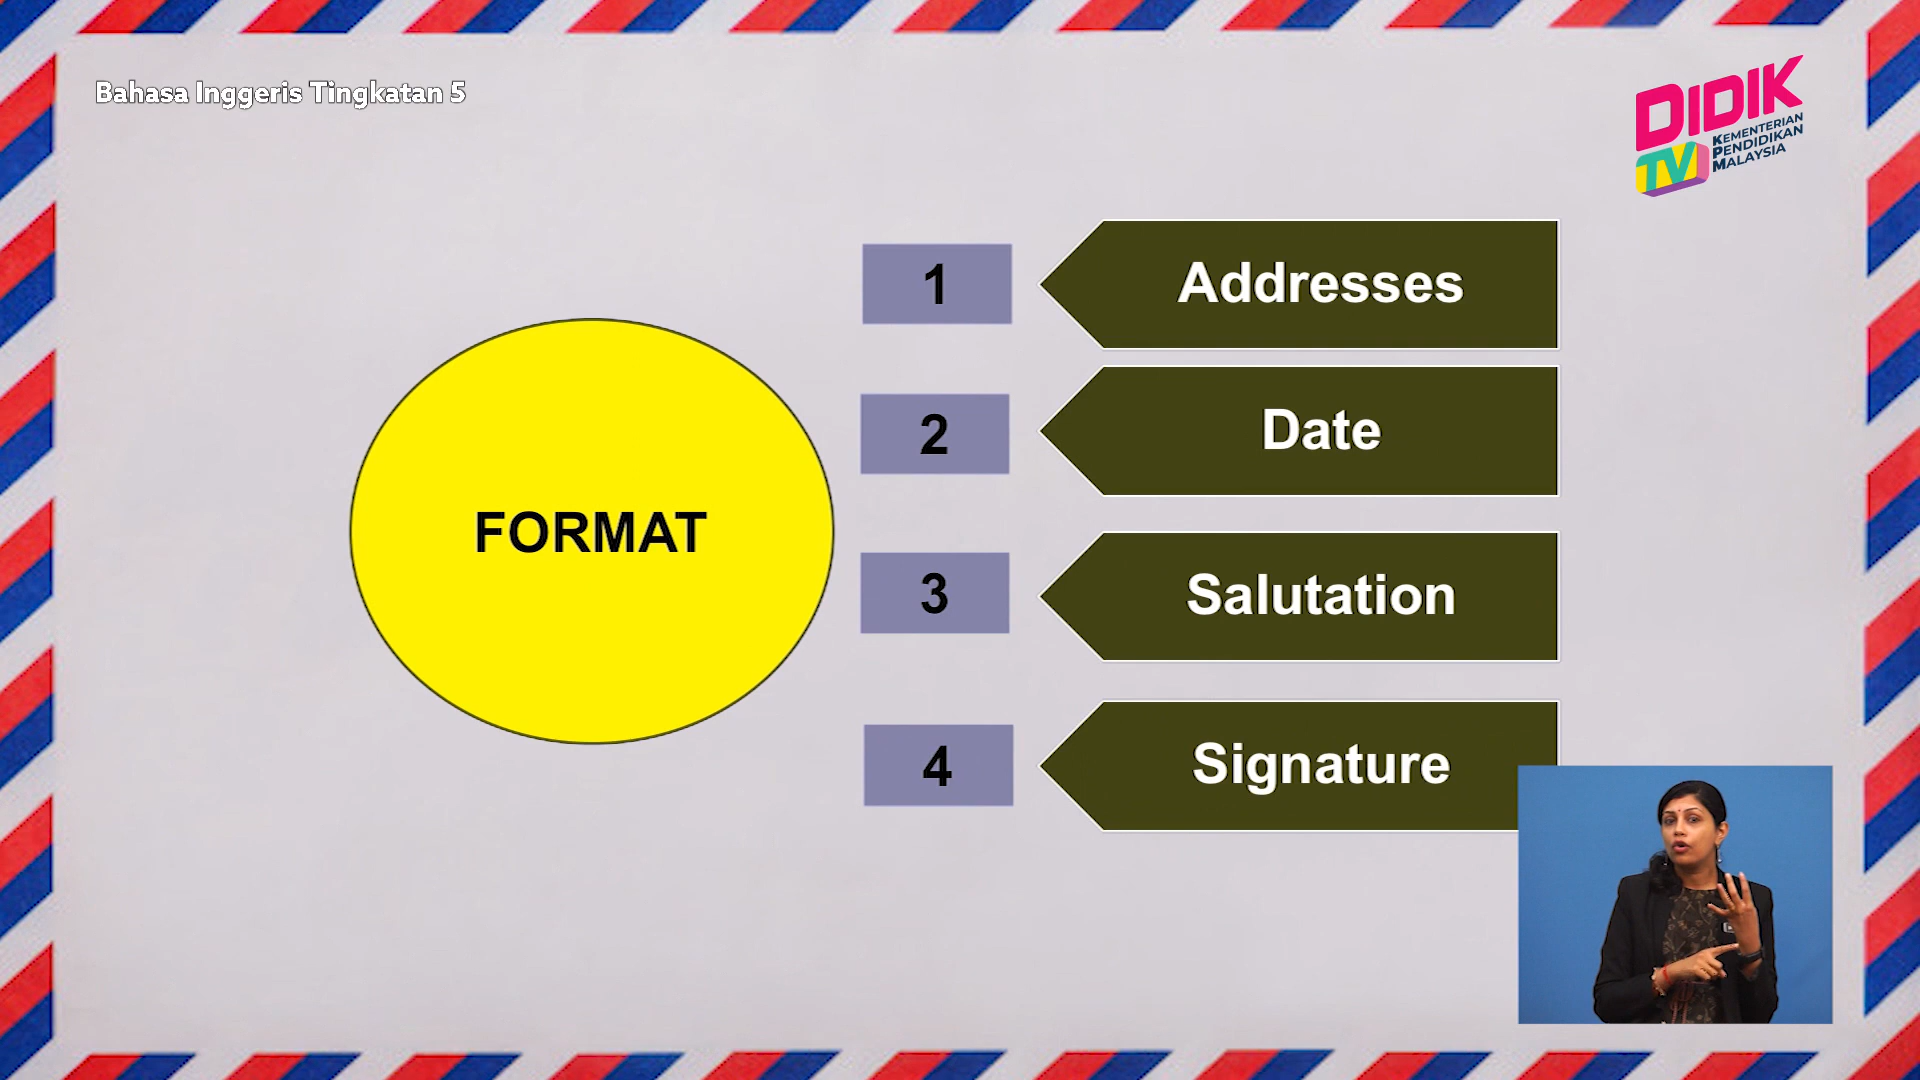 Bahasa Inggeris Tingkatan 5
DIDIK
TV
KEMENTERIAN
PENDIDIKAN
MALAYSIA
FORMAT
1
Addresses
2
Date
3
Salutation
4
Signature